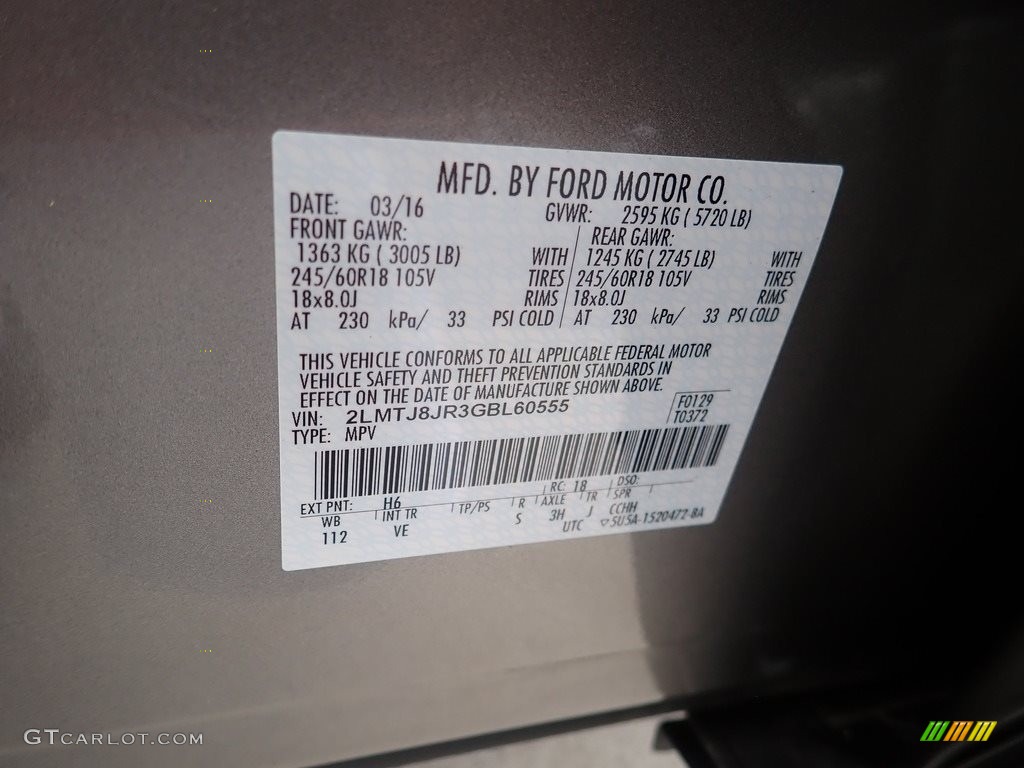 MFD. BY FORD MOTOR CO.
DATE: 03/16 GVWR: 2595 KG ( 5720 LB)
FRONT GAWR: REAR GAWR:
1363 KG ( 3005 LB) WITH 1245 KG ( 2745 LB) WITH
245/60R18 105V TIRES 245/60R18 105V TIRES
18x8.0J RIMS 18x8.0J RIMS
AT 230 kPa/ 33 PSI COLD AT 230 kPa/ 33 PSI COLD
THIS VEHICLE CONFORMS TO ALL APPLICABLE FEDERAL MOTOR
VEHICLE SAFETY AND THEFT PREVENTION STANDARDS IN
EFFECT ON THE DATE OF MANUFACTURE SHOWN ABOVE.
VIN: 2LMTJ8JR3GBL60555 F0129
TYPE: MPV T0372
EXT PNT: H6 RC: 18 DSO:
WB INT TR TP/PS R AXLE TR SPR
112 VE S 3H J CCHH
UTC ▽5U5A-1520472-BA
GTCARLOT.COM